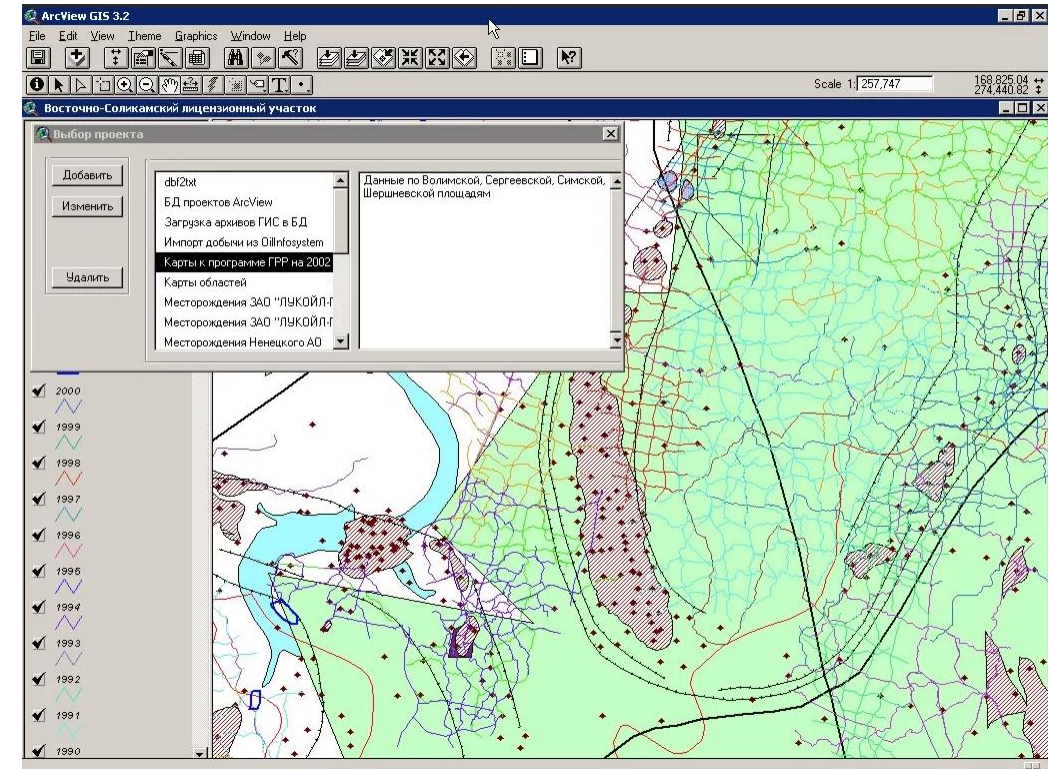 ArcView GIS 3.2
File Edit View Theme Graphics Window Help
Scale 1: 257,747
168,825.04
274,440.82
Восточно-Соликамский лицензионный участок
Выбор проекта
Добавить
Изменить
Удалить
dbf2txt
БД проектов ArcView
Загрузка архивов ГИС в БД
Импорт добычи из OilInfosystem
Карты к программе ГРР на 2002
Карты областей
Месторождения ЗАО "ЛУКОЙЛ-П
Месторождения ЗАО "ЛУКОЙЛ-П
Месторождения Ненецкого АО
Данные по Волимской, Сергеевской, Симской,
Шершневской площадям
2000
1999
1998
1997
1996
1995
1994
1993
1992
1991
1990